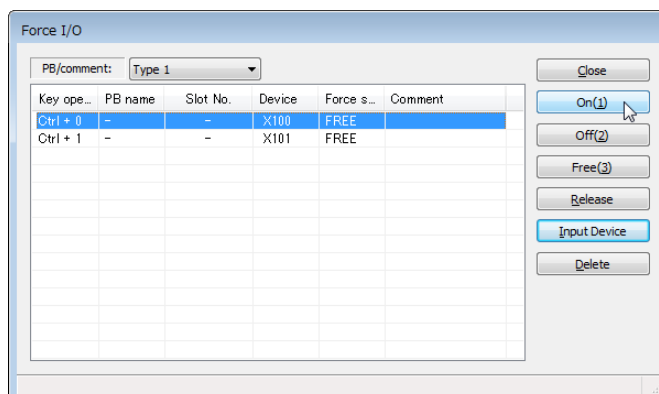 Force I/O
PB/comment: Type 1
Close
Key ope... PB name Slot No. Device Force s... Comment
On(1)
Ctrl + 0 - - X100 FREE
Ctrl + 1 - - X101 FREE
Off(2)
Free(3)
Release
Input Device
Delete